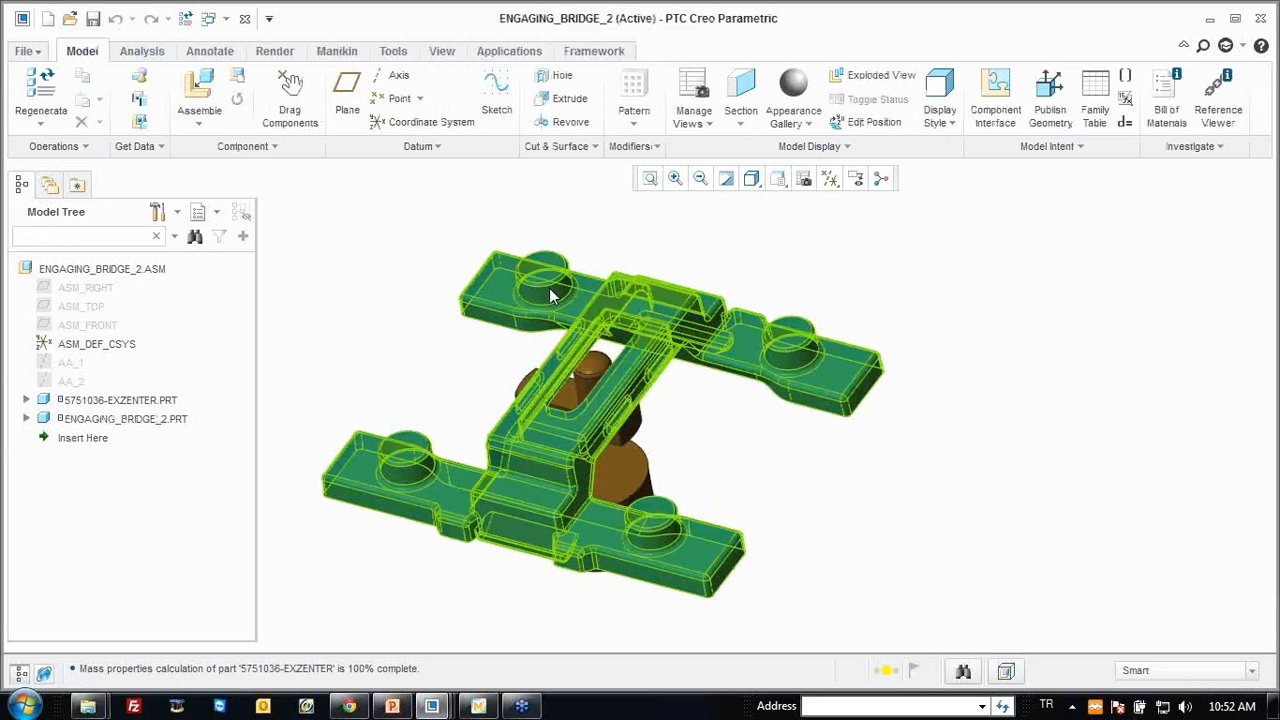 ENGAGING_BRIDGE_2 (Active) - PTC Creo Parametric
File Model Analysis Annotate Render Manikin Tools View Applications Framework
Regenerate
Assemble
Drag Components
Plane
Axis
Point
Coordinate System
Sketch
Hole
Extrude
Revolve
Pattern
Manage Views
Section
Appearance Gallery
Exploded View
Toggle Status
Edit Position
Display Style
Component Interface
Publish Geometry
Family Table
d=
Bill of Materials
Reference Viewer
Operations Get Data Component Datum Cut & Surface Modifiers Model Display Model Intent Investigate
Model Tree
ENGAGING_BRIDGE_2.ASM
ASM_RIGHT
ASM_TOP
ASM_FRONT
ASM_DEF_CSYS
AA_1
AA_2
5751036-EXZENTER.PRT
ENGAGING_BRIDGE_2.PRT
Insert Here
• Mass properties calculation of part '5751036-EXZENTER' is 100% complete.
Smart
Address
TR
10:52 AM